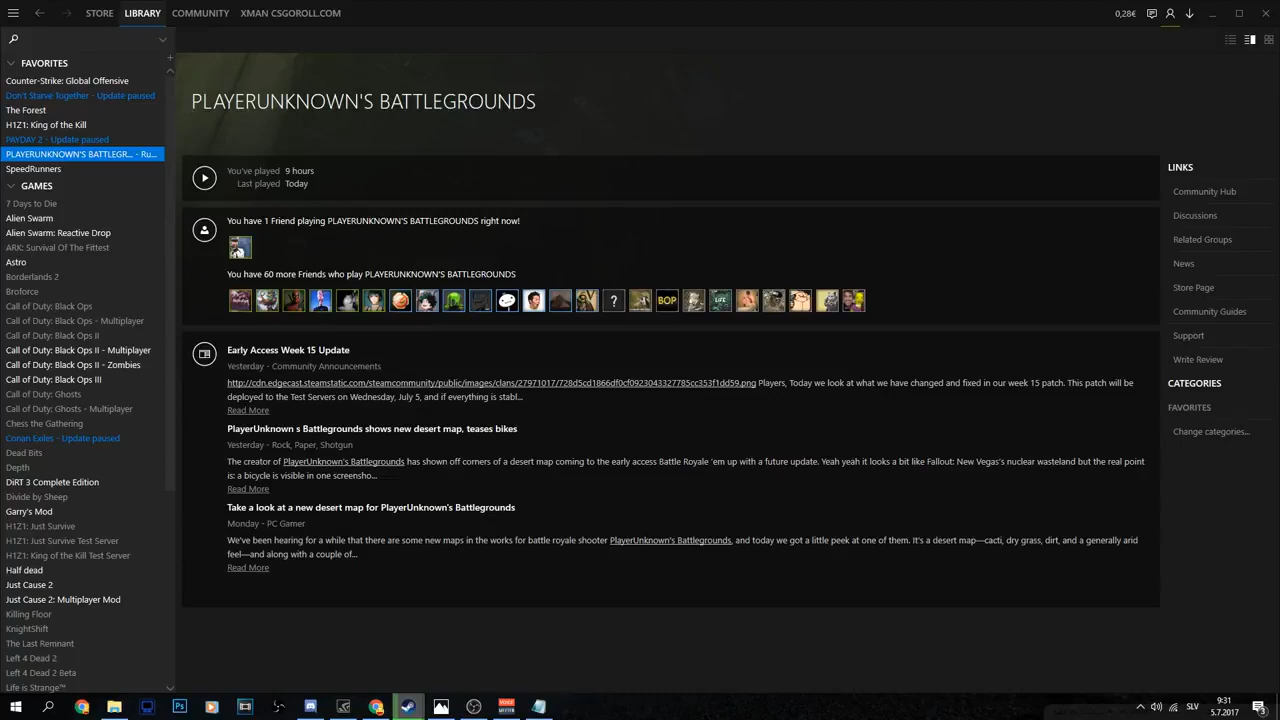 STORE LIBRARY COMMUNITY XMAN CSGOROLL.COM 0,28€
FAVORITES
Counter-Strike: Global Offensive
Don't Starve Together - Update paused
The Forest
H1Z1: King of the Kill
PAYDAY 2 - Update paused
PLAYERUNKNOWN'S BATTLEGR... - Ru...
SpeedRunners
GAMES
7 Days to Die
Alien Swarm
Alien Swarm: Reactive Drop
ARK: Survival Of The Fittest
Astro
Borderlands 2
Broforce
Call of Duty: Black Ops
Call of Duty: Black Ops - Multiplayer
Call of Duty: Black Ops II
Call of Duty: Black Ops II - Multiplayer
Call of Duty: Black Ops II - Zombies
Call of Duty: Black Ops III
Call of Duty: Ghosts
Call of Duty: Ghosts - Multiplayer
Chess the Gathering
Conan Exiles - Update paused
Dead Bits
Depth
DiRT 3 Complete Edition
Divide by Sheep
Garry's Mod
H1Z1: Just Survive
H1Z1: Just Survive Test Server
H1Z1: King of the Kill Test Server
Half dead
Just Cause 2
Just Cause 2: Multiplayer Mod
Killing Floor
KnightShift
The Last Remnant
Left 4 Dead 2
Left 4 Dead 2 Beta
Life is Strange™
PLAYERUNKNOWN'S BATTLEGROUNDS
You've played 9 hours
Last played Today
You have 1 Friend playing PLAYERUNKNOWN'S BATTLEGROUNDS right now!
You have 60 more Friends who play PLAYERUNKNOWN'S BATTLEGROUNDS
? BOP LIFE
Early Access Week 15 Update
Yesterday - Community Announcements
http://cdn.edgecast.steamstatic.com/steamcommunity/public/images/clans/27971017/728d5cd1866df0cf0923043327785cc353f1dd59.png Players, Today we look at what we have changed and fixed in our week 15 patch. This patch will be
deployed to the Test Servers on Wednesday, July 5, and if everything is stabl...
Read More
PlayerUnknown s Battlegrounds shows new desert map, teases bikes
Yesterday - Rock, Paper, Shotgun
The creator of PlayerUnknown's Battlegrounds has shown off corners of a desert map coming to the early access Battle Royale 'em up with a future update. Yeah yeah it looks a bit like Fallout: New Vegas's nuclear wasteland but the real point
is: a bicycle is visible in one screensho...
Read More
Take a look at a new desert map for PlayerUnknown's Battlegrounds
Monday - PC Gamer
We've been hearing for a while that there are some new maps in the works for battle royale shooter PlayerUnknown's Battlegrounds, and today we got a little peek at one of them. It's a desert map—cacti, dry grass, dirt, and a generally arid
feel—and along with a couple of...
Read More
LINKS
Community Hub
Discussions
Related Groups
News
Store Page
Community Guides
Support
Write Review
CATEGORIES
FAVORITES
Change categories...
Ps
VOICE
MEETER
SLV
9:31
5.7.2017